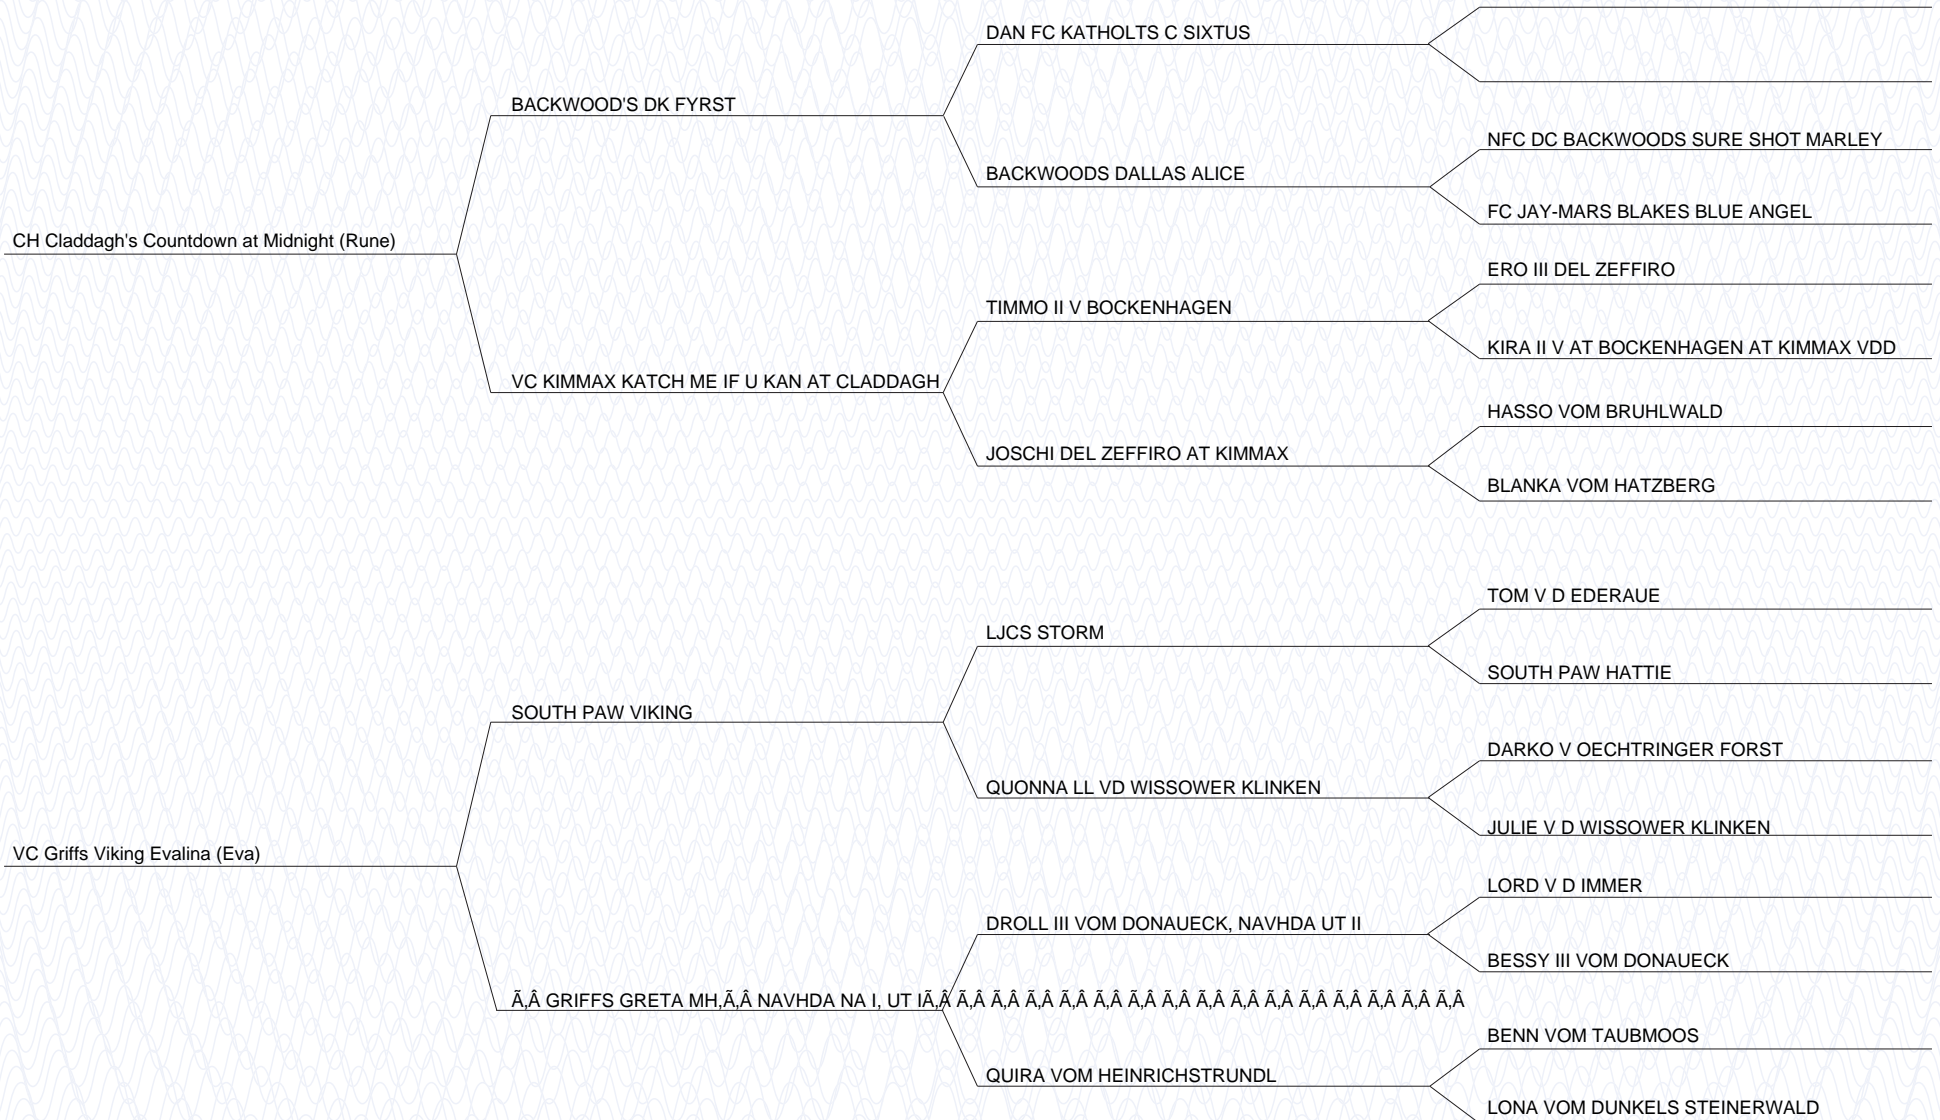 DAN FC KATHOLTS C SIXTUS
BACKWOOD'S DK FYRST
NFC DC BACKWOODS SURE SHOT MARLEY
BACKWOODS DALLAS ALICE
FC JAY-MARS BLAKES BLUE ANGEL
CH Claddagh's Countdown at Midnight (Rune)
ERO III DEL ZEFFIRO
TIMMO II V BOCKENHAGEN
KIRA II V AT BOCKENHAGEN AT KIMMAX VDD
VC KIMMAX KATCH ME IF U KAN AT CLADDAGH
HASSO VOM BRUHLWALD
JOSCHI DEL ZEFFIRO AT KIMMAX
BLANKA VOM HATZBERG
TOM V D EDERAUE
LJCS STORM
SOUTH PAW HATTIE
SOUTH PAW VIKING
DARKO V OECHTRINGER FORST
QUONNA LL VD WISSOWER KLINKEN
JULIE V D WISSOWER KLINKEN
VC Griffs Viking Evalina (Eva)
LORD V D IMMER
DROLL III VOM DONAUECK, NAVHDA UT II
BESSY III VOM DONAUECK
Ã,Â GRIFFS GRETA MH,Ã,Â NAVHDA NA I, UT IÃ,Â Ã,Â Ã,Â Ã,Â Ã,Â Ã,Â Ã,Â Ã,Â Ã,Â Ã,Â Ã,Â Ã,Â Ã,Â Ã,Â Ã,Â Ã,Â
BENN VOM TAUBMOOS
QUIRA VOM HEINRICHSTRUNDL
LONA VOM DUNKELS STEINERWALD